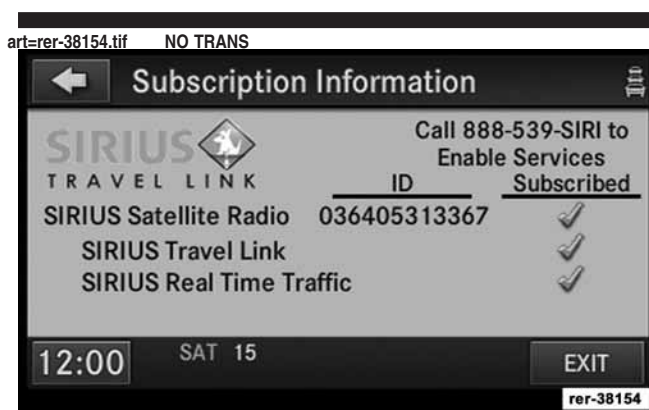 art=rer-38154.tif NO TRANS
Subscription Information
SIRIUS
TRAVEL LINK
Call 888-539-SIRI to
Enable Services
ID Subscribed
SIRIUS Satellite Radio 036405313367
SIRIUS Travel Link
SIRIUS Real Time Traffic
12:00 SAT 15 EXIT
rer-38154